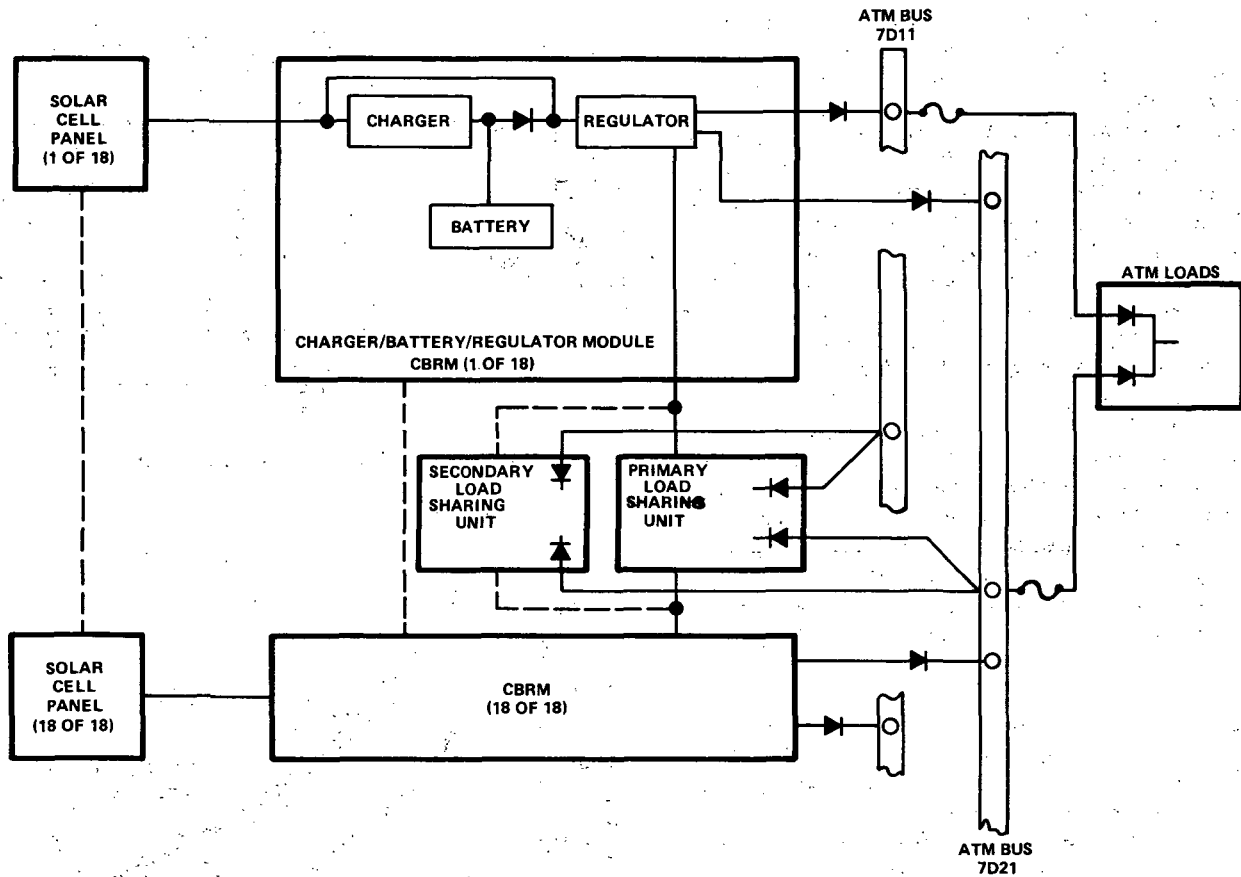 ATM BUS
7D11
SOLAR
CELL
PANEL
(1 OF 18)
CHARGER
REGULATOR
BATTERY
CHARGER/BATTERY/REGULATOR MODULE
CBRM (1 OF 18)
ATM LOADS
SECONDARY
LOAD
SHARING
UNIT
PRIMARY
LOAD
SHARING
UNIT
SOLAR
CELL
PANEL
(18 OF 18)
CBRM
(18 OF 18)
ATM BUS
7D21